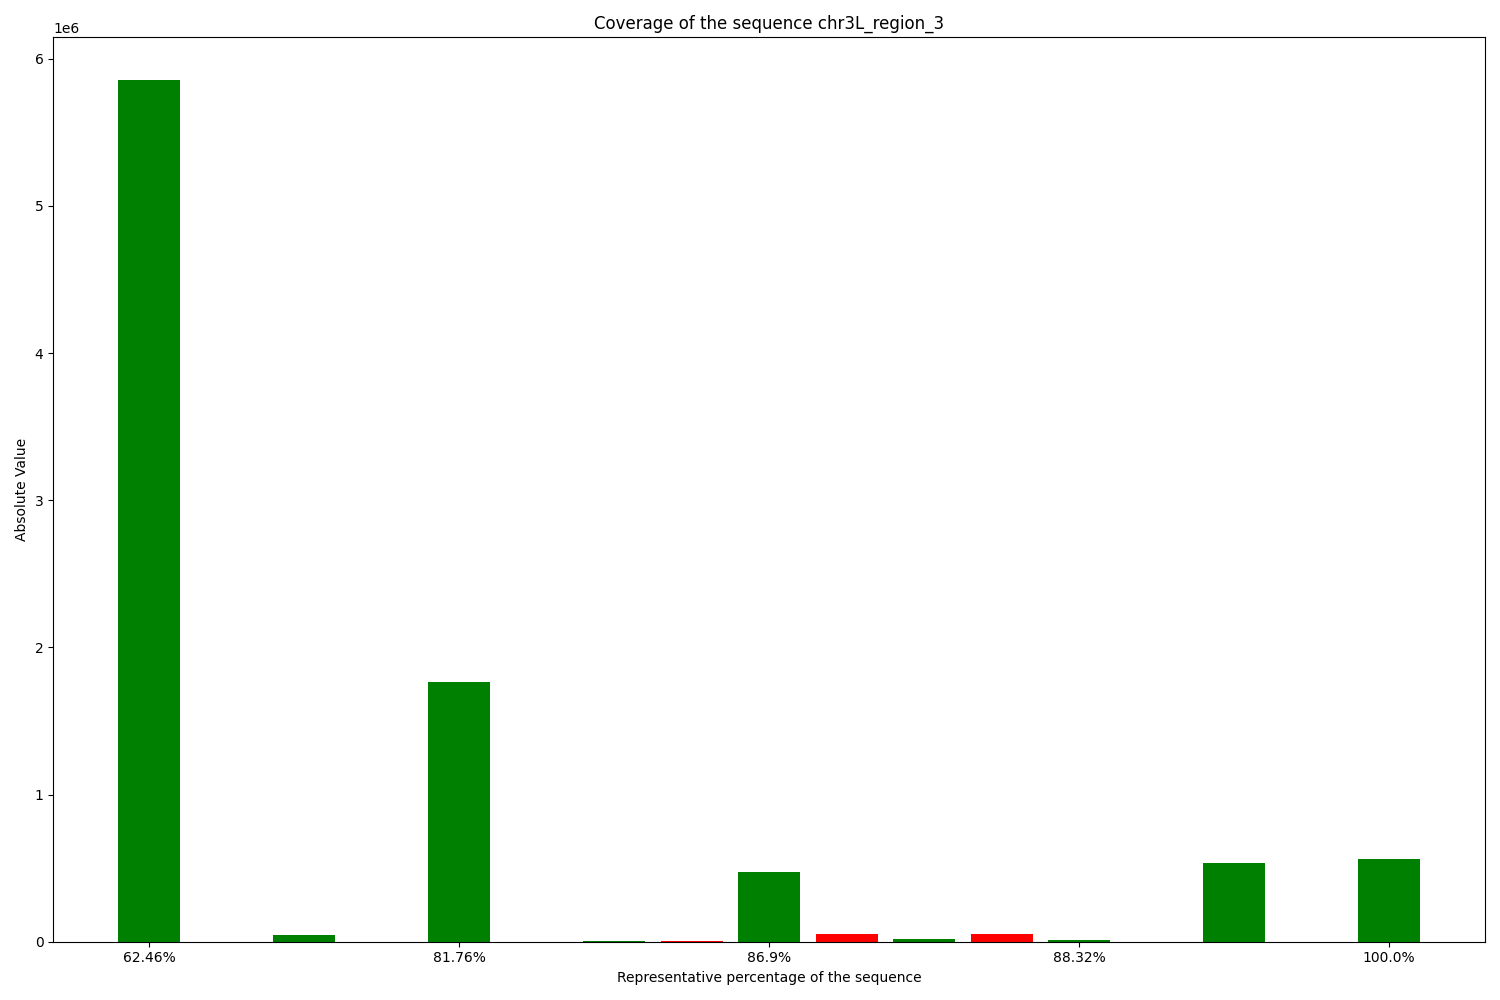 Coverage of the sequence chr3L_region_3
1e6
6
5
4
3
2
1
0
Absolute Value
62.46% 81.76% 86.9% 88.32% 100.0%
Representative percentage of the sequence